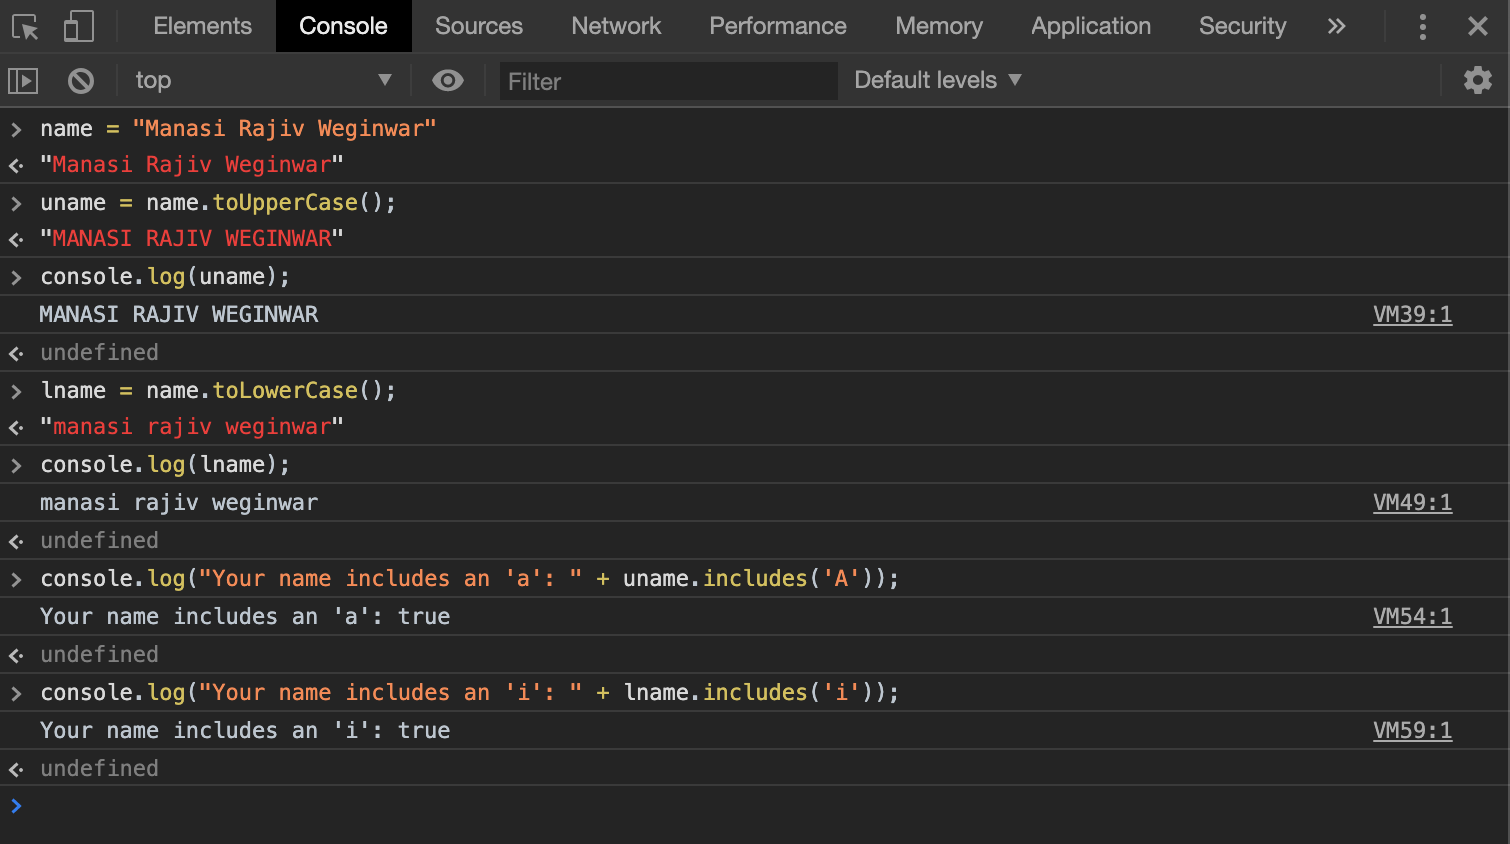 Elements Console Sources Network Performance Memory Application Security
top Filter Default levels
name = "Manasi Rajiv Weginwar"
"Manasi Rajiv Weginwar"
uname = name.toUpperCase();
"MANASI RAJIV WEGINWAR"
console.log(uname);
MANASI RAJIV WEGINWAR VM39:1
undefined
lname = name.toLowerCase();
"manasi rajiv weginwar"
console.log(lname);
manasi rajiv weginwar VM49:1
undefined
console.log("Your name includes an 'a': " + uname.includes('A'));
Your name includes an 'a': true VM54:1
undefined
console.log("Your name includes an 'i': " + lname.includes('i'));
Your name includes an 'i': true VM59:1
undefined